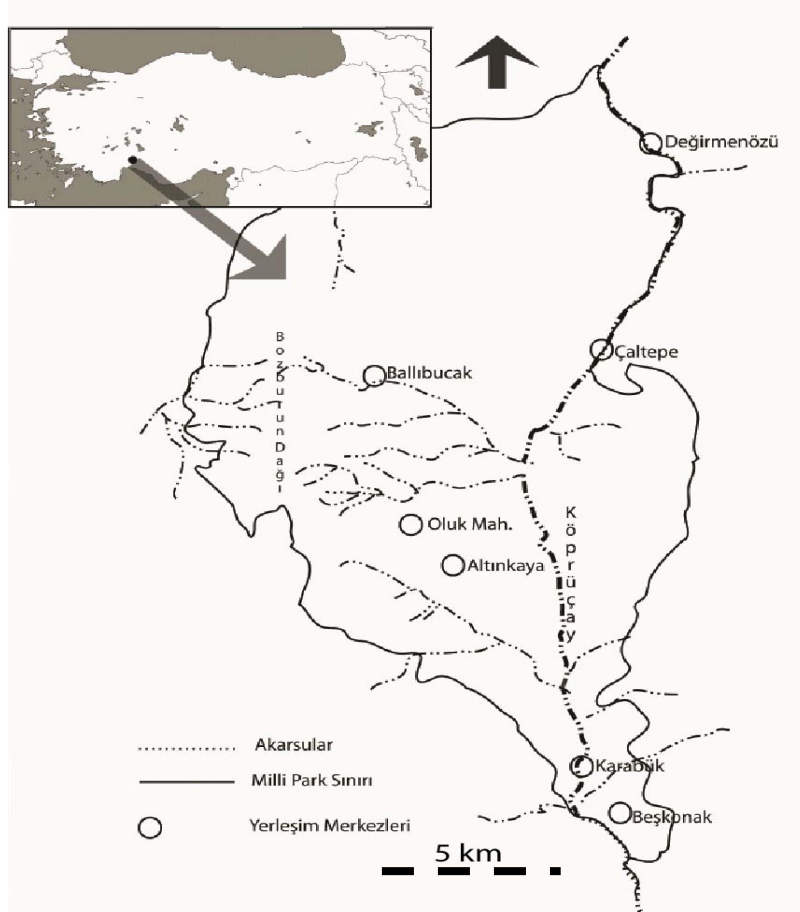 Değirmenözü
Çaltepe
Bozburun Dağı
Ballıbucak
Oluk Mah.
Köprüçay
Altınkaya
Akarsular
Karabük
Milli Park Sınırı
Beşkonak
Yerleşim Merkezleri
5 km